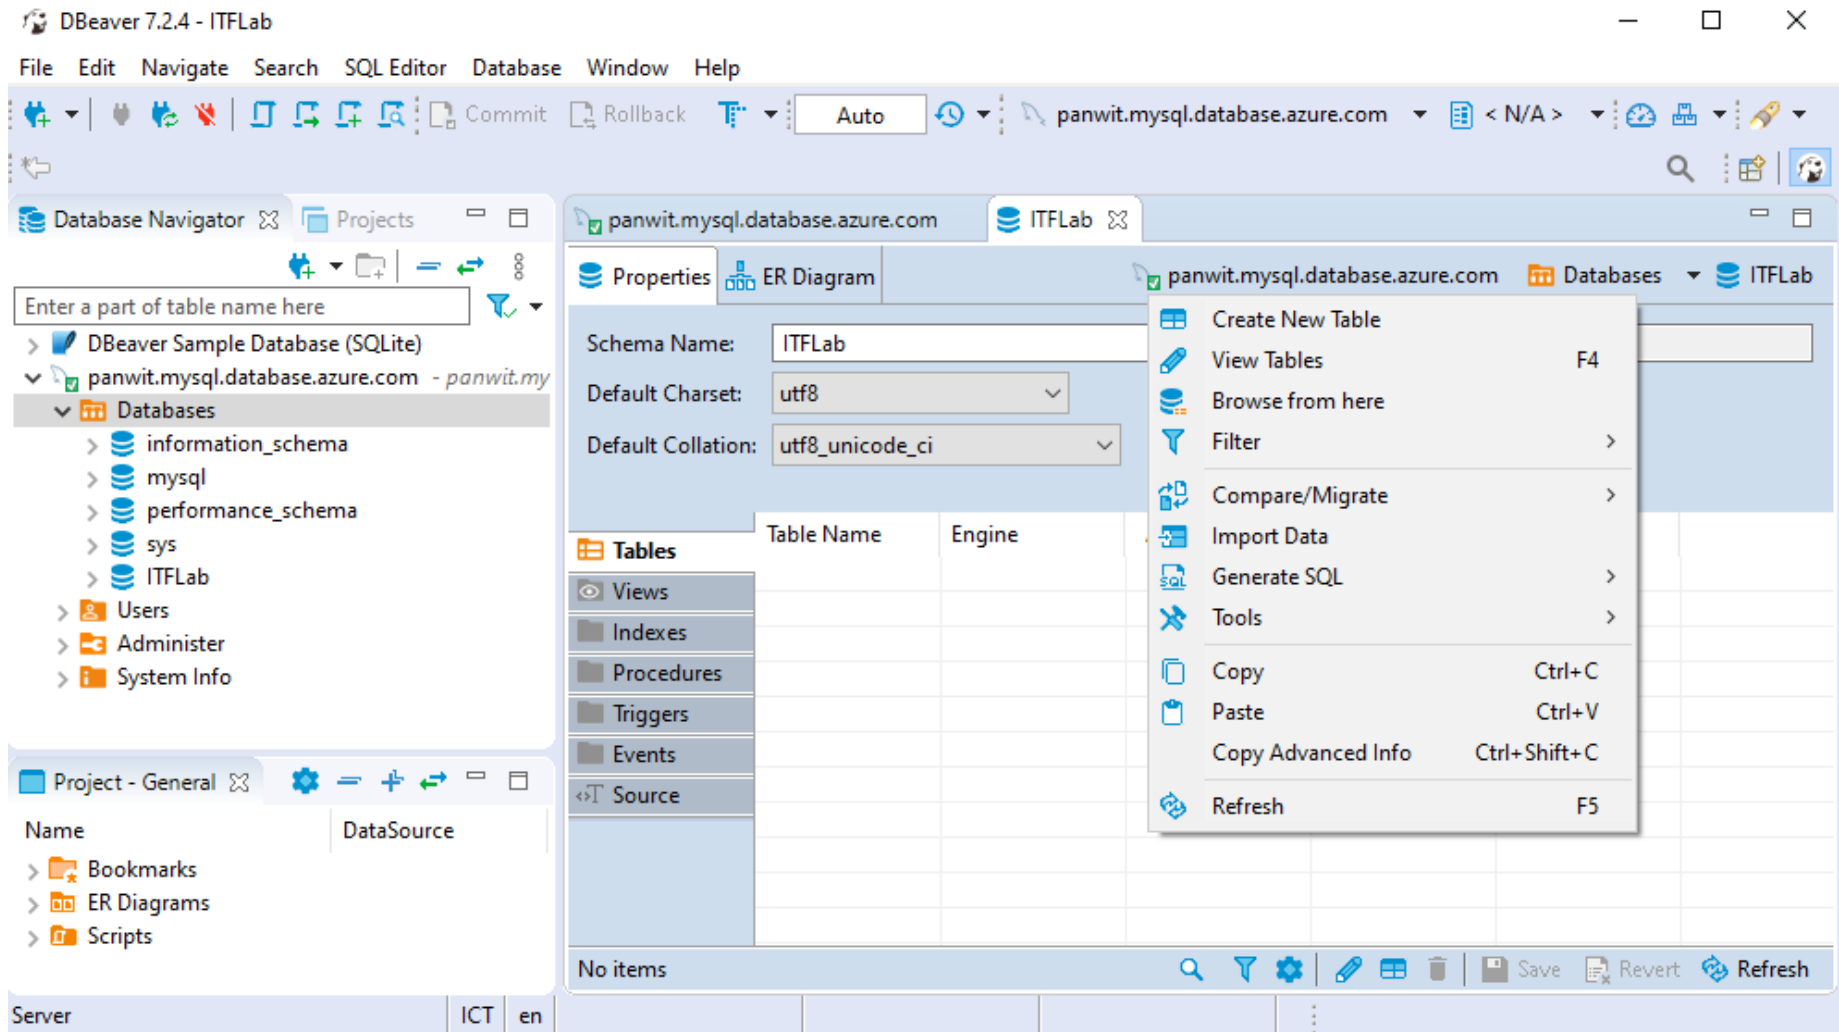 DBeaver 7.2.4 - ITFLab
File Edit Navigate Search SQL Editor Database Window Help
Commit Rollback Auto panwit.mysql.database.azure.com < N/A >
Database Navigator Projects
Enter a part of table name here
DBeaver Sample Database (SQLite)
panwit.mysql.database.azure.com - panwit.my
Databases
information_schema
mysql
performance_schema
sys
ITFLab
Users
Administer
System Info
Project - General
Name DataSource
Bookmarks
ER Diagrams
Scripts
panwit.mysql.database.azure.com ITFLab
Properties ER Diagram panwit.mysql.database.azure.com Databases ITFLab
Schema Name: ITFLab
Default Charset: utf8
Default Collation: utf8_unicode_ci
Tables
Views
Indexes
Procedures
Triggers
Events
Source
Table Name Engine
Create New Table
View Tables F4
Browse from here
Filter
Compare/Migrate
Import Data
Generate SQL
Tools
Copy Ctrl+C
Paste Ctrl+V
Copy Advanced Info Ctrl+Shift+C
Refresh F5
No items Save Revert Refresh
Server ICT en